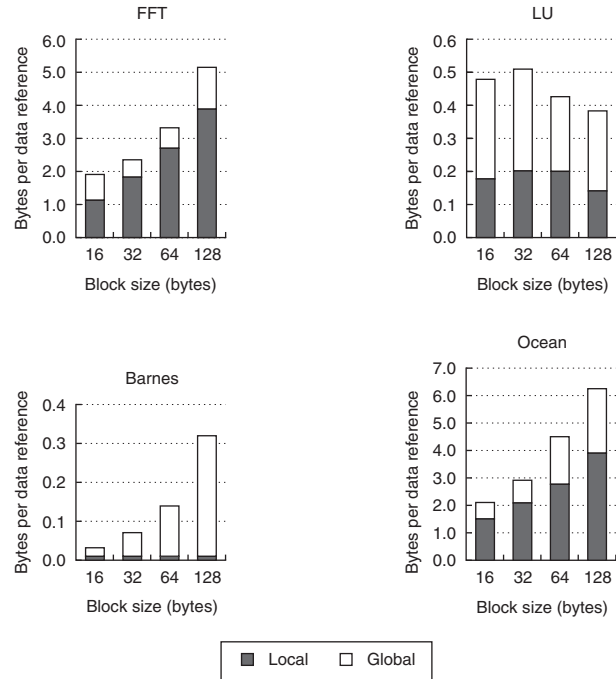 FFT
Bytes per data reference
6.0
5.0
4.0
3.0
2.0
1.0
0.0
16 32 64 128
Block size (bytes)
LU
Bytes per data reference
0.6
0.5
0.4
0.3
0.2
0.1
0.0
16 32 64 128
Block size (bytes)
Barnes
Bytes per data reference
0.4
0.3
0.2
0.1
0.0
16 32 64 128
Block size (bytes)
Ocean
Bytes per data reference
7.0
6.0
5.0
4.0
3.0
2.0
1.0
0.0
16 32 64 128
Block size (bytes)
Local Global